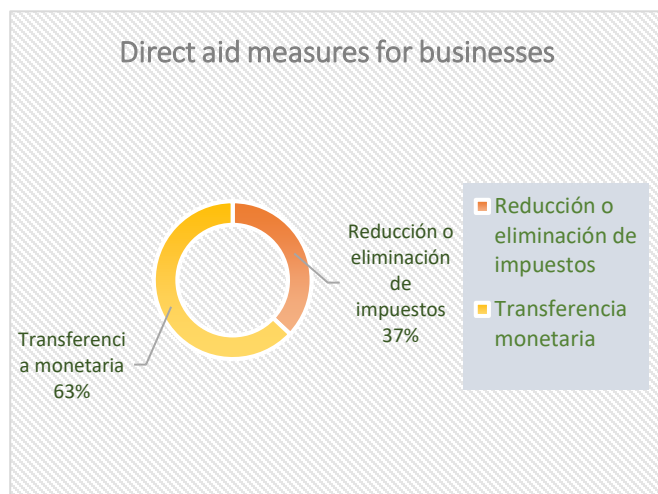 Direct aid measures for businesses
Reducción o
eliminación
de
impuestos
37%
Transferenci
a monetaria
63%
Reducción o
eliminación de
impuestos
Transferencia
monetaria